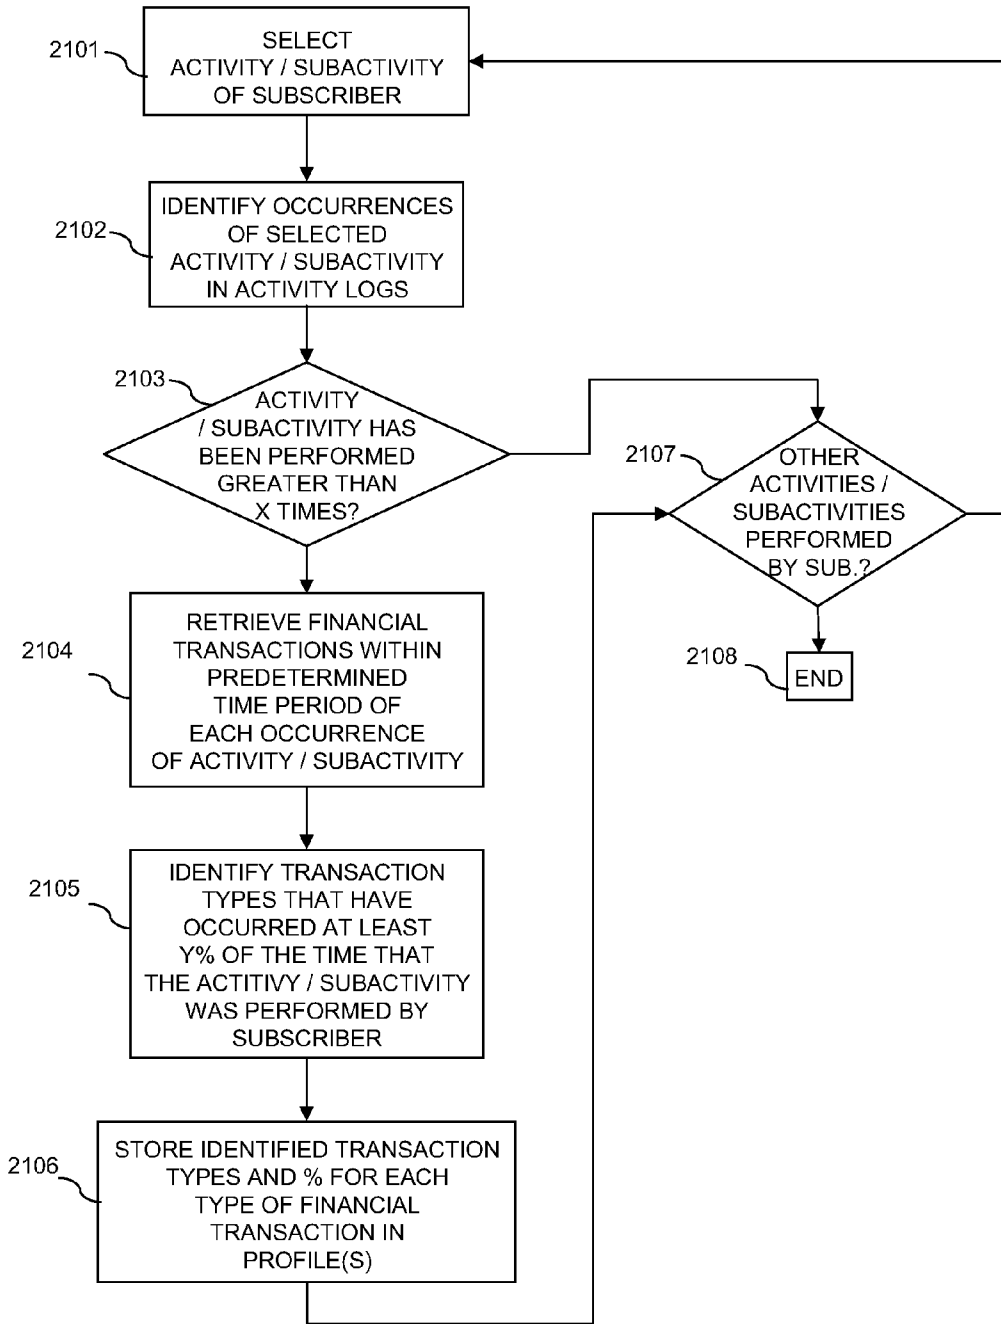 2101
SELECT
ACTIVITY / SUBACTIVITY
OF SUBSCRIBER
2102
IDENTIFY OCCURRENCES
OF SELECTED
ACTIVITY / SUBACTIVITY
IN ACTIVITY LOGS
2103
ACTIVITY
/ SUBACTIVITY HAS
BEEN PERFORMED
GREATER THAN
X TIMES?
2107
OTHER
ACTIVITIES /
SUBACTIVITIES
PERFORMED
BY SUB.?
2104
RETRIEVE FINANCIAL
TRANSACTIONS WITHIN
PREDETERMINED
TIME PERIOD OF
EACH OCCURRENCE
OF ACTIVITY / SUBACTIVITY
2108
END
2105
IDENTIFY TRANSACTION
TYPES THAT HAVE
OCCURRED AT LEAST
Y% OF THE TIME THAT
THE ACTITIVY / SUBACTIVITY
WAS PERFORMED BY
SUBSCRIBER
2106
STORE IDENTIFIED TRANSACTION
TYPES AND % FOR EACH
TYPE OF FINANCIAL
TRANSACTION IN
PROFILE(S)